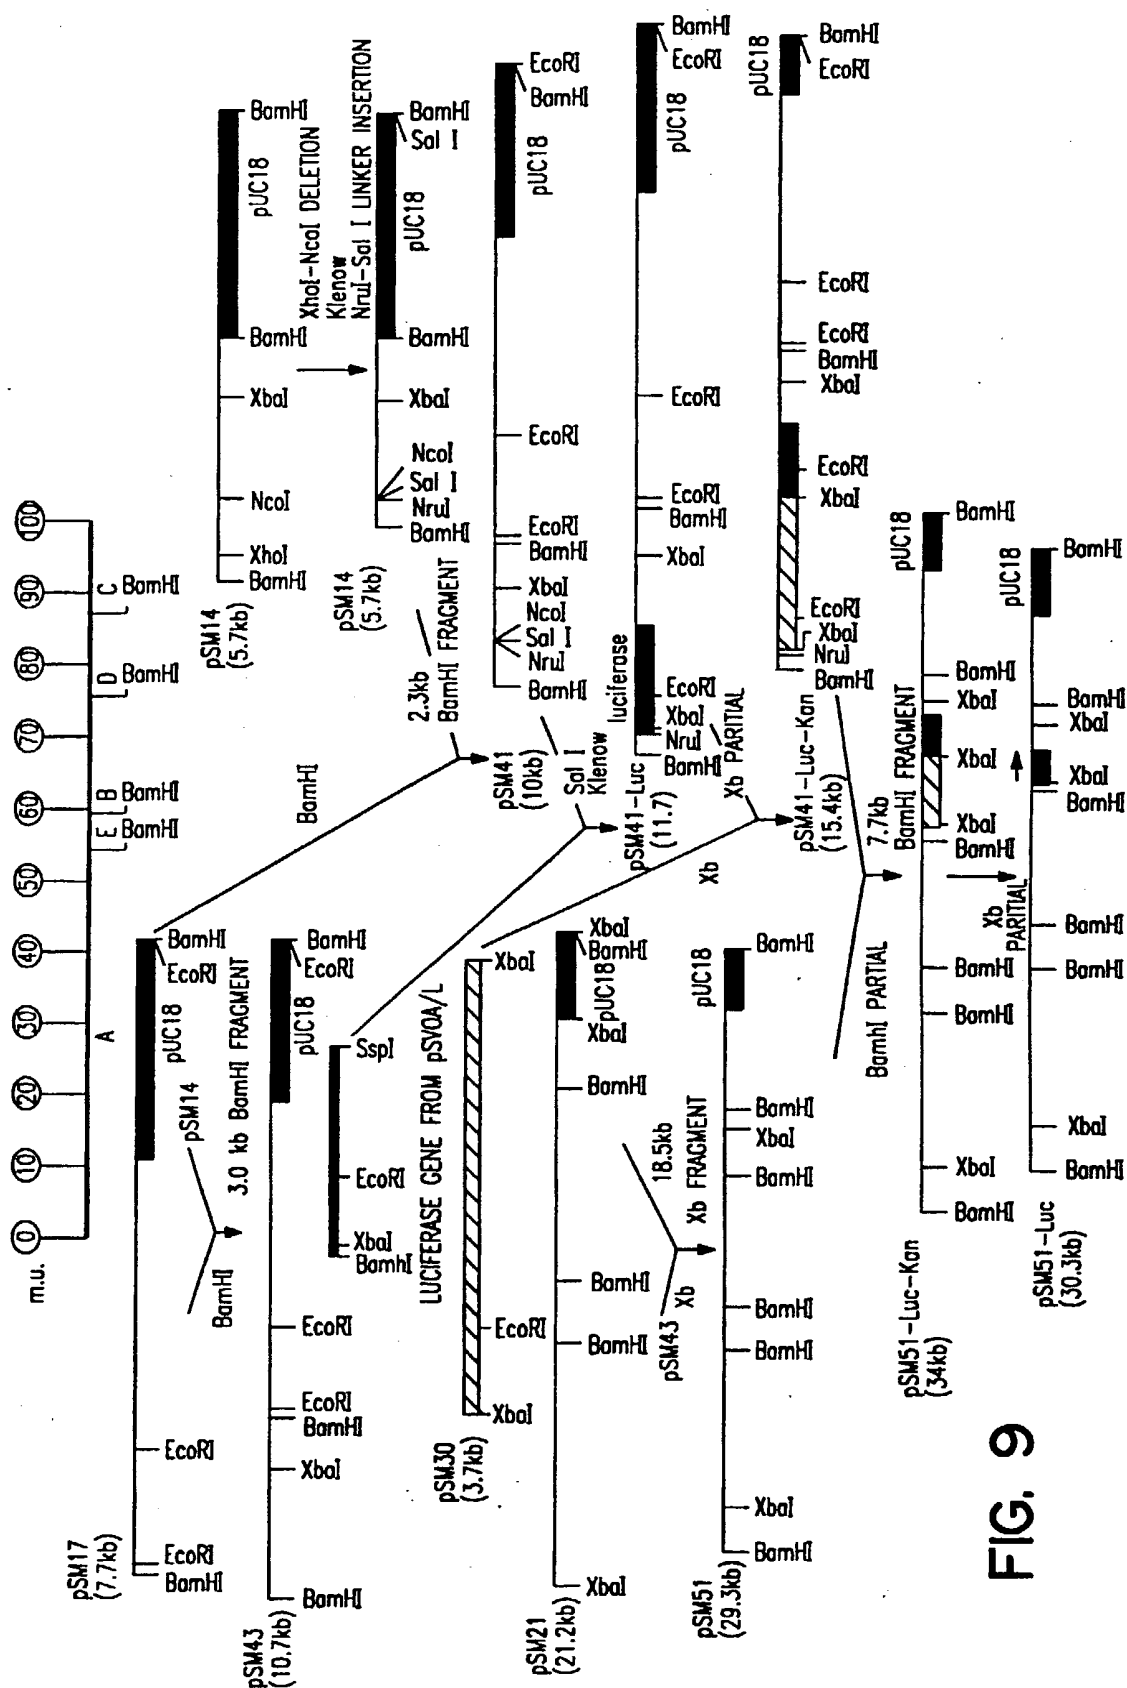 m.u.
0 10 20 30 40 50 60 70 80 90 100
A E B D C
BamHI BamHI BamHI BamHI
pSM17
(7.7kb)
BamHI EcoRI EcoRI pUC18 EcoRI BamHI
BamHI pSM14
3.0 kb BamHI FRAGMENT
pSM43
(10.7kb)
BamHI XbaI BamHI EcoRI EcoRI pUC18 EcoRI BamHI
BamhI XbaI EcoRI SspI
LUCIFERASE GENE FROM pSVOA/L
pSM30
(3.7kb)
XbaI EcoRI XbaI
pSM21
(21.2kb)
XbaI BamHI BamHI BamHI XbaI pUC18 BamHI XbaI
pSM43 Xb
18.5kb
Xb FRAGMENT
pSM51
(29.3kb)
BamHI XbaI BamHI BamHI BamHI XbaI BamHI pUC18 BamHI
pSM14
(5.7kb)
BamHI XhoI NcoI XbaI BamHI pUC18 BamHI
XhoI-NcoI DELETION
Klenow
NruI-Sal I LINKER INSERTION
pSM14
(5.7kb)
BamHI NruI Sal I NcoI XbaI BamHI pUC18 Sal I BamHI
BamHI
2.3kb
BamHI FRAGMENT
pSM41
(10kb)
BamHI NruI Sal I NcoI XbaI BamHI EcoRI EcoRI pUC18 BamHI EcoRI
Sal I
Klenow
pSM41-Luc
(11.7)
luciferase
BamHI NruI XbaI EcoRI XbaI BamHI EcoRI EcoRI pUC18 EcoRI BamHI
Xb
Xb PARITIAL
pSM41-Luc-Kan
(15.4kb)
BamHI NruI XbaI EcoRI XbaI EcoRI XbaI BamHI EcoRI EcoRI pUC18 EcoRI BamHI
BamhI PARTIAL
7.7kb
BamHI FRAGMENT
pSM51-Luc-Kan
(34kb)
BamHI XbaI BamHI BamHI BamHI XbaI XbaI XbaI BamHI pUC18 BamHI
Xb
PARITIAL
pSM51-Luc
(30.3kb)
BamHI XbaI BamHI BamHI BamHI XbaI XbaI BamHI pUC18 BamHI
FIG. 9